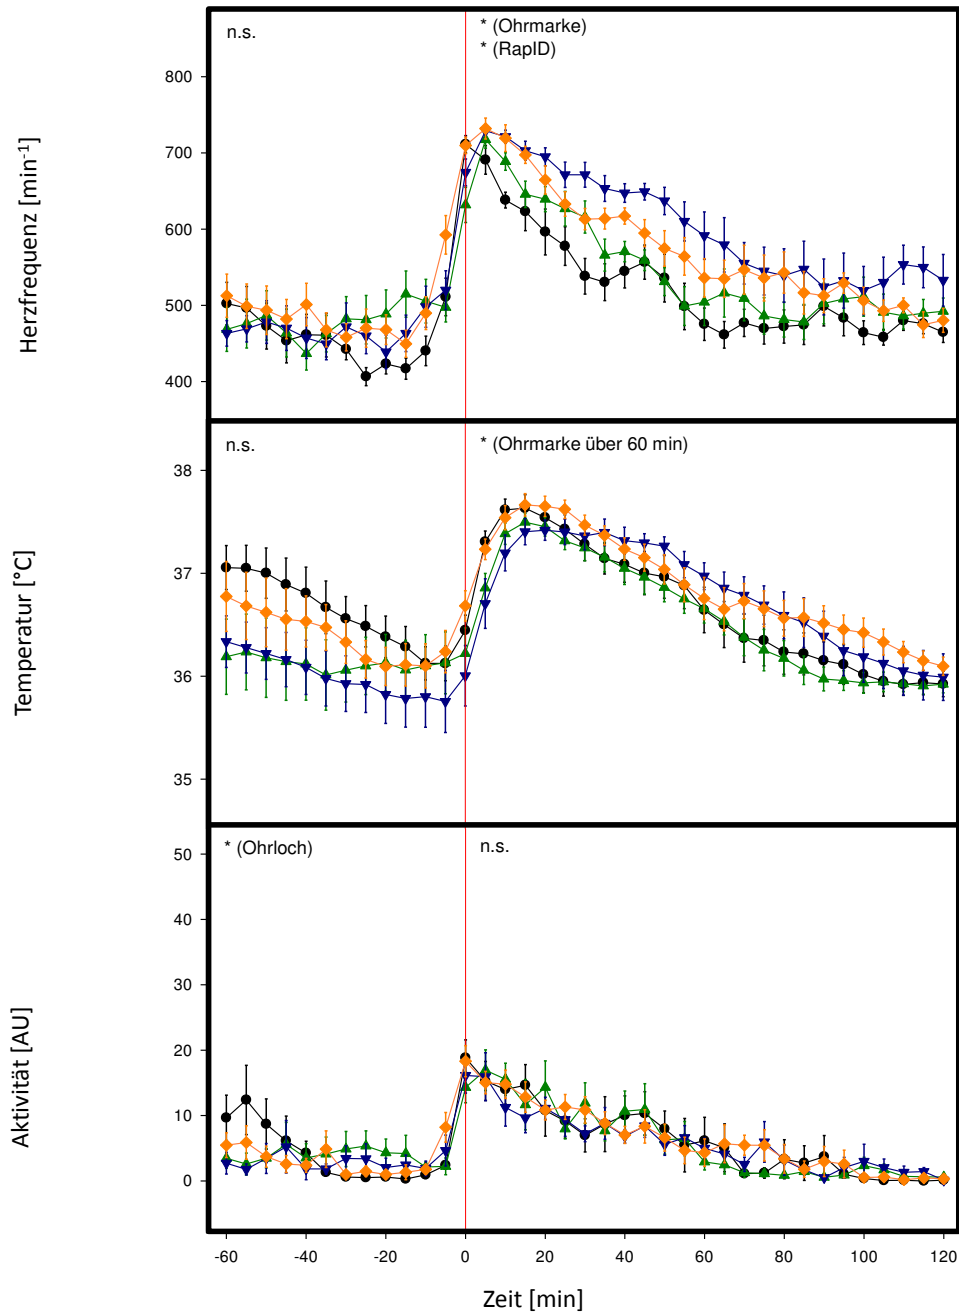 n.s.
* (Ohrmarke)
* (RapID)
800
700
600
500
400
Herzfrequenz [min⁻¹]
n.s.
* (Ohrmarke über 60 min)
38
37
36
35
Temperatur [°C]
* (Ohrloch)
n.s.
50
40
30
20
10
0
Aktivität [AU]
-60 -40 -20 0 20 40 60 80 100 120
Zeit [min]